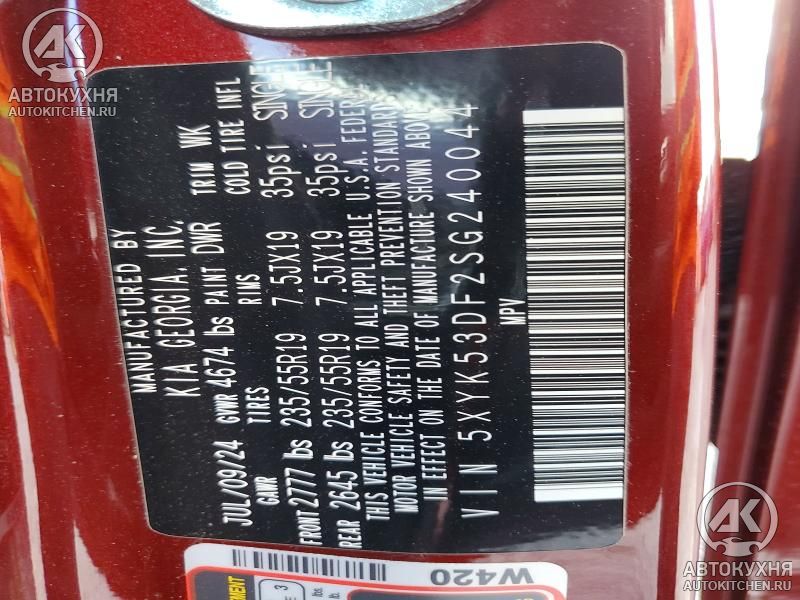 MANUFACTURED BY
KIA GEORGIA, INC.
JUL/09/24 GVWR 4674 lbs PAINT DWR TRIM WK
GAWR TIRES RIMS COLD TIRE INFL
FRONT 2777 lbs 235/55R19 7.5JX19 35psi SINGLE
REAR 2645 lbs 235/55R19 7.5JX19 35psi SINGLE
THIS VEHICLE CONFORMS TO ALL APPLICABLE U.S.A. FEDERAL
MOTOR VEHICLE SAFETY AND THEFT PREVENTION STANDARDS
IN EFFECT ON THE DATE OF MANUFACTURE SHOWN ABOVE
VIN 5XYK53DF2SG240044
MPV
W420
AK
АВТОКУХНЯ
AUTOKITCHEN.RU
AK
АВТОКУХНЯ
AUTOKITCHEN.RU